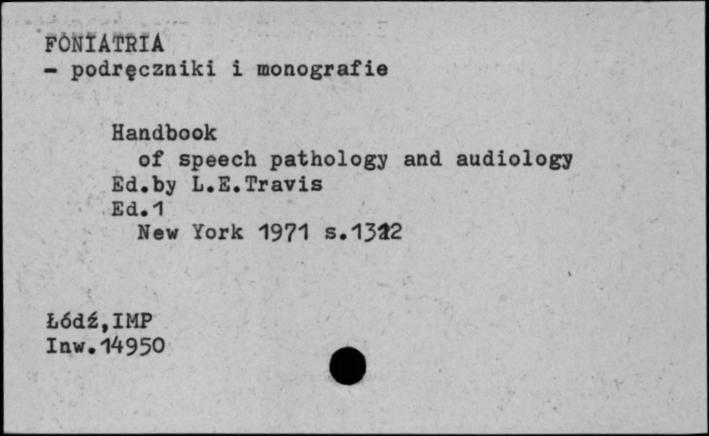 FONIATRIA
- podręczniki i monografie
Handbook
of speech pathology and audiology
Ed.by L.E.Travis
Ed.1
New York 1971 s.1312
Łódź,IMP
Inw.14950